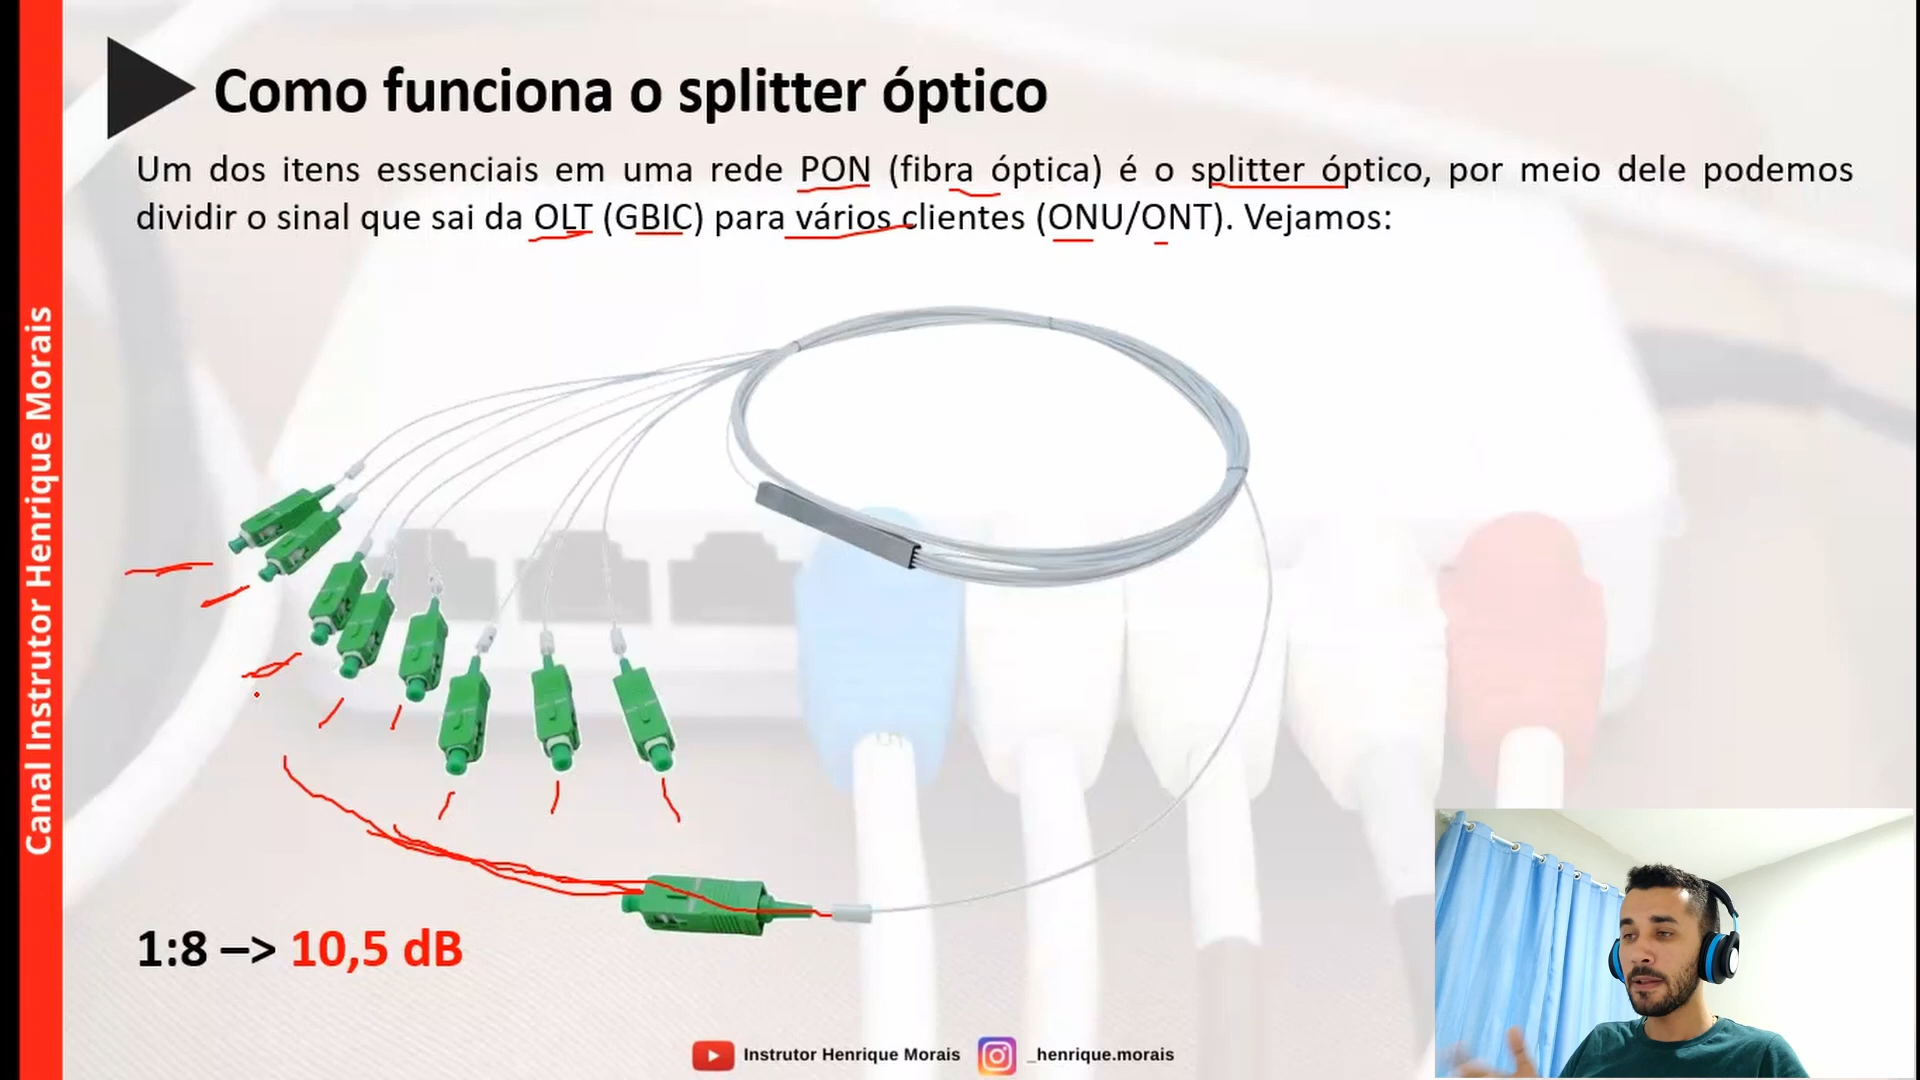 Como funciona o splitter óptico
Um dos itens essenciais em uma rede PON (fibra óptica) é o splitter óptico, por meio dele podemos
dividir o sinal que sai da OLT (GBIC) para vários clientes (ONU/ONT). Vejamos:
Canal Instrutor Henrique Morais
1:8 –> 10,5 dB
Instrutor Henrique Morais
_henrique.morais